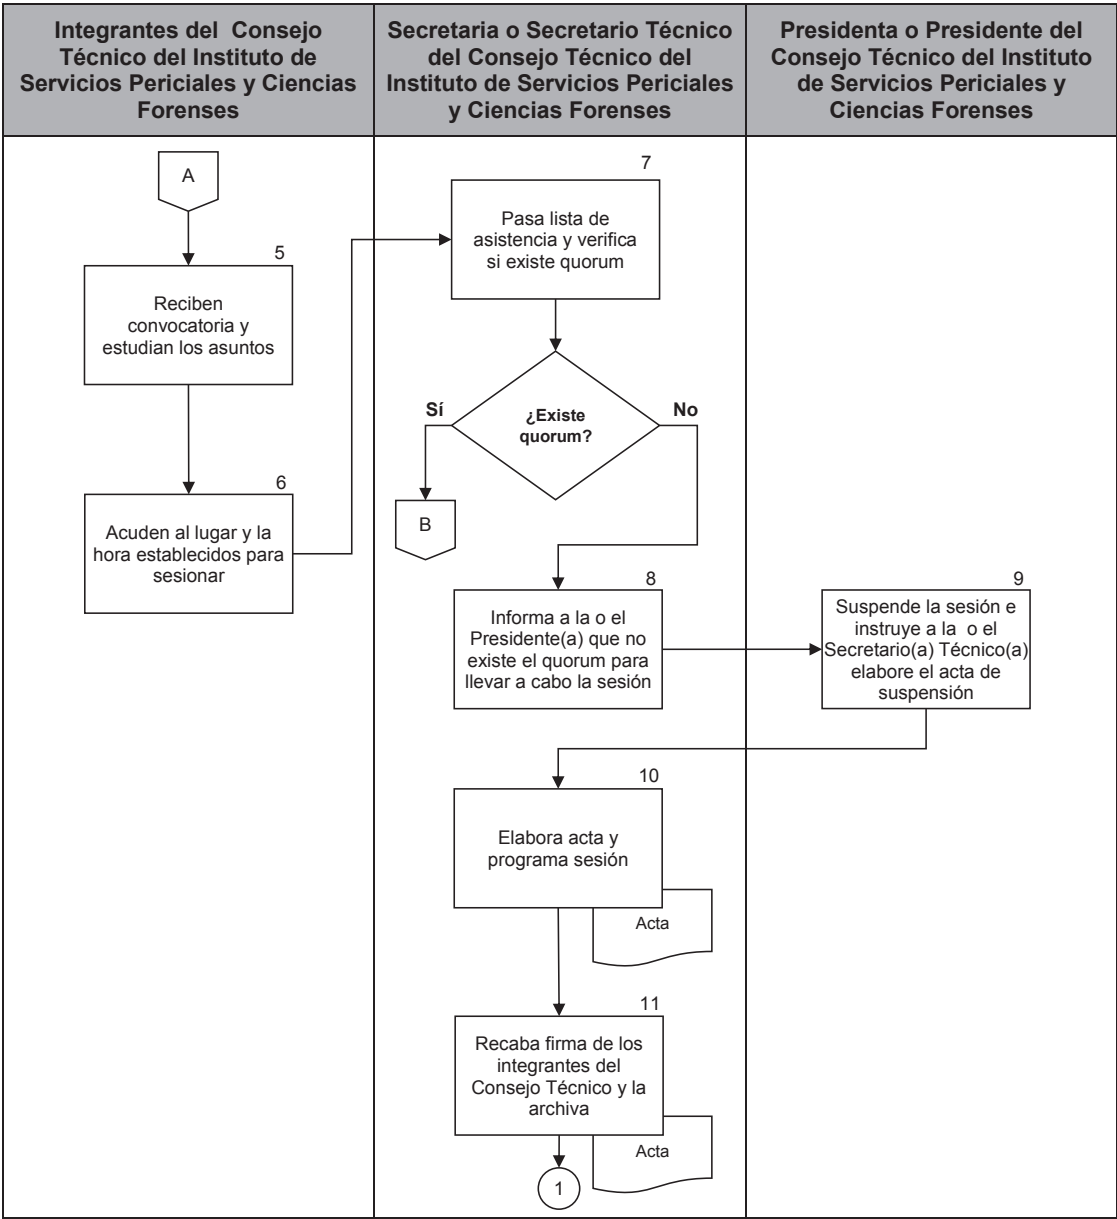 Integrantes del  Consejo
Técnico del Instituto de
Servicios Periciales y Ciencias
Forenses
Secretaria o Secretario Técnico
del Consejo Técnico del
Instituto de Servicios Periciales
y Ciencias Forenses
Presidenta o Presidente del
Consejo Técnico del Instituto
de Servicios Periciales y
Ciencias Forenses
A
5
Reciben
convocatoria y
estudian los asuntos
6
Acuden al lugar y la
hora establecidos para
sesionar
7
Pasa lista de
asistencia y verifica
si existe quorum
¿Existe
quorum?
Sí
No
B
8
Informa a la o el
Presidente(a) que no
existe el quorum para
llevar a cabo la sesión
9
Suspende la sesión e
instruye a la  o el
Secretario(a) Técnico(a)
elabore el acta de
suspensión
10
Elabora acta y
programa sesión
Acta
11
Recaba firma de los
integrantes del
Consejo Técnico y la
archiva
Acta
1